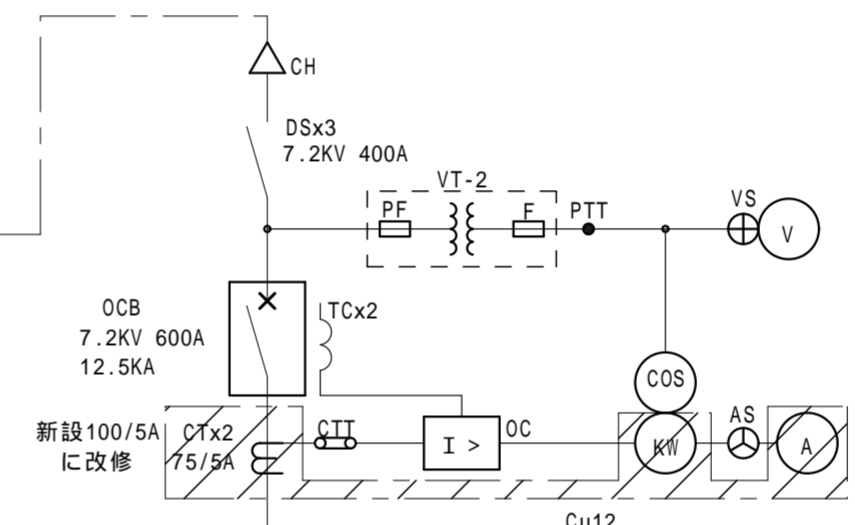 CH
DSx3
7.2KV 400A
VT-2
PF
F
PTT
VS
V
OCB
7.2KV 600A
12.5KA
TCx2
COS
新設100/5A
に改修
CTx2
75/5A
CTT
I >
OC
KW
AS
A
Cu12